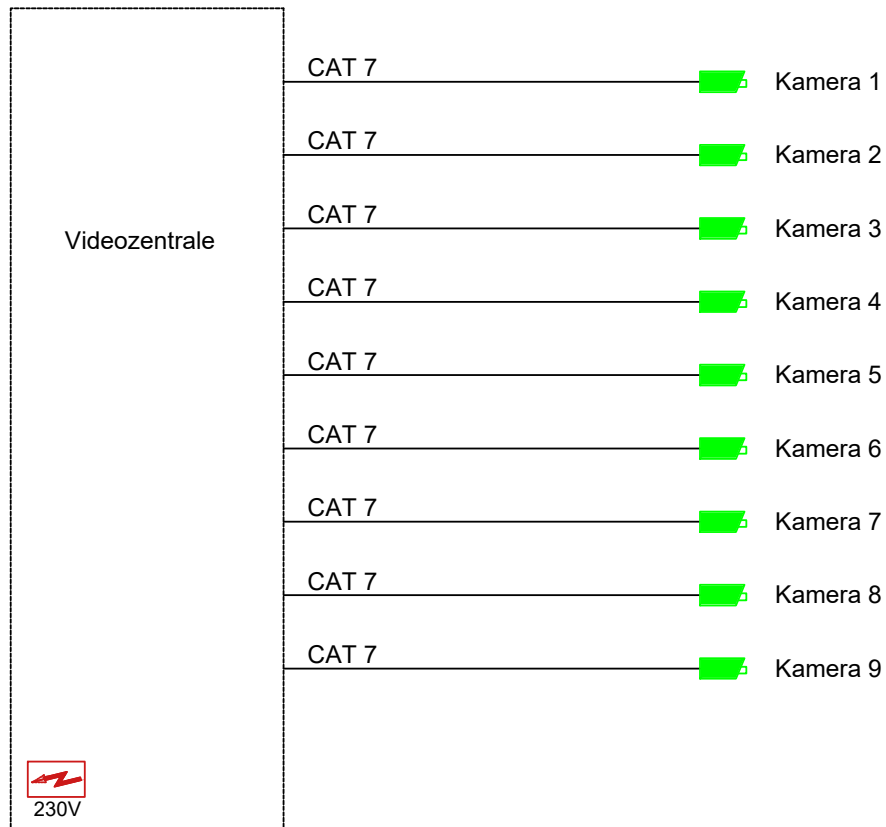 CAT 7
Kamera 1
CAT 7
Kamera 2
CAT 7
Kamera 3
Videozentrale
CAT 7
Kamera 4
CAT 7
Kamera 5
CAT 7
Kamera 6
CAT 7
Kamera 7
CAT 7
Kamera 8
CAT 7
Kamera 9
230V